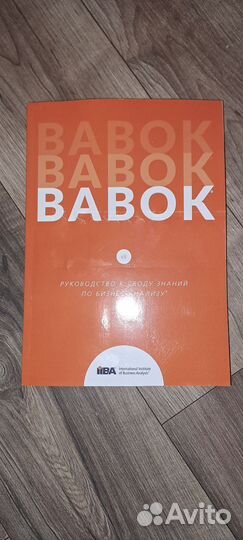 BABOK
BABOK
BABOK
v3
РУКОВОДСТВО К СВОДУ ЗНАНИЙ
ПО БИЗНЕС-АНАЛИЗУ®
IIBA International Institute
of Business Analysis
Avito